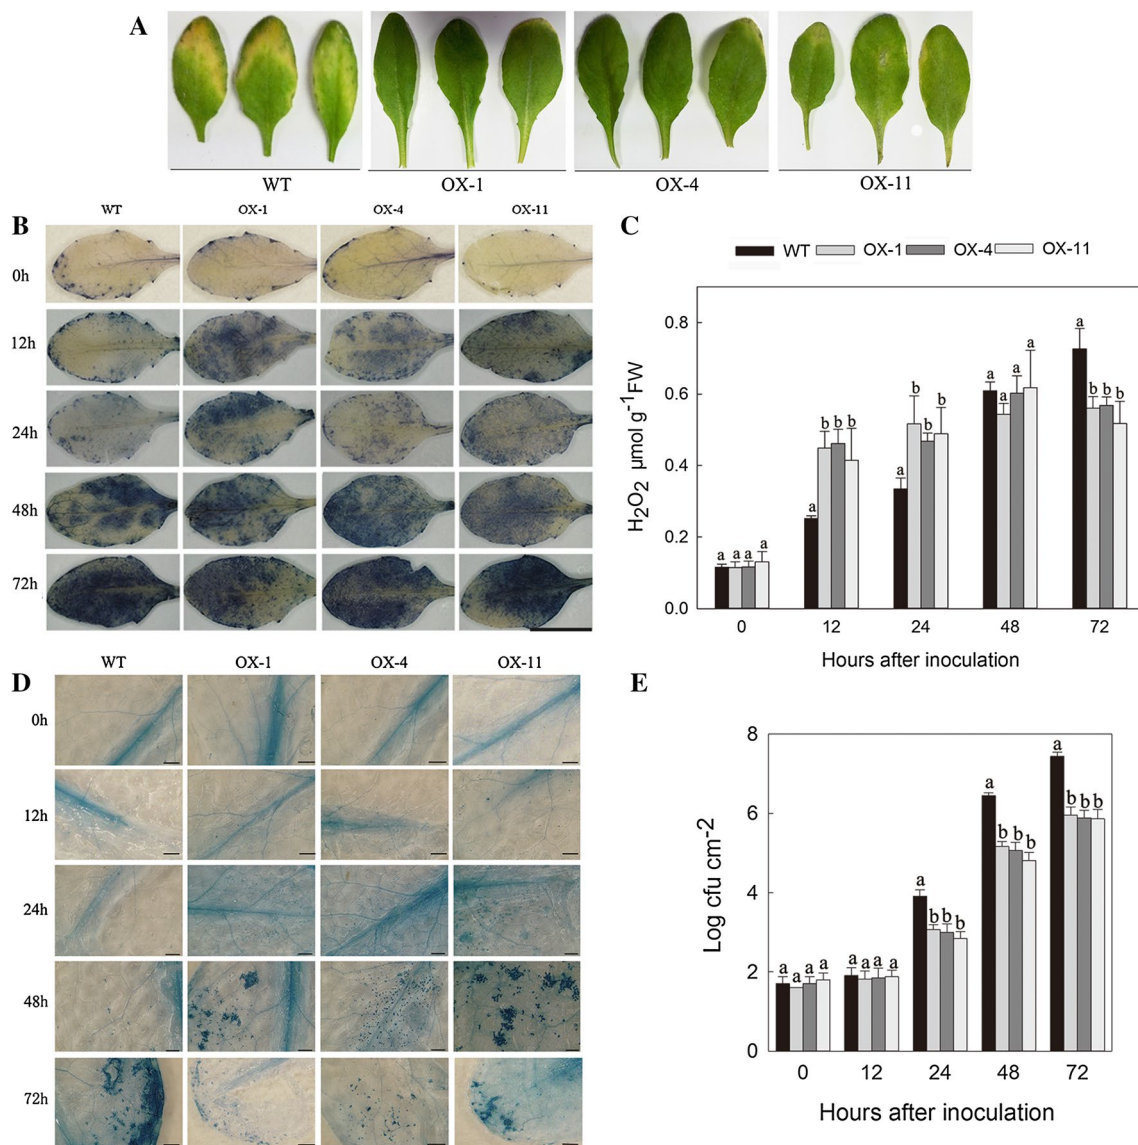 A
WT OX-1 OX-4 OX-11
B
WT OX-1 OX-4 OX-11
0h
12h
24h
48h
72h
C
WT OX-1 OX-4 OX-11
H₂O₂ μmol g⁻¹FW
0.8
0.6
0.4
0.2
0.0
a a a a
a b b b
a b b b
a a a a
a b b b
0 12 24 48 72
Hours after inoculation
D
WT OX-1 OX-4 OX-11
0h
12h
24h
48h
72h
E
Log cfu cm⁻²
8
6
4
2
0
a a a a
a a a a
a b b b
a b b b
a b b b
0 12 24 48 72
Hours after inoculation